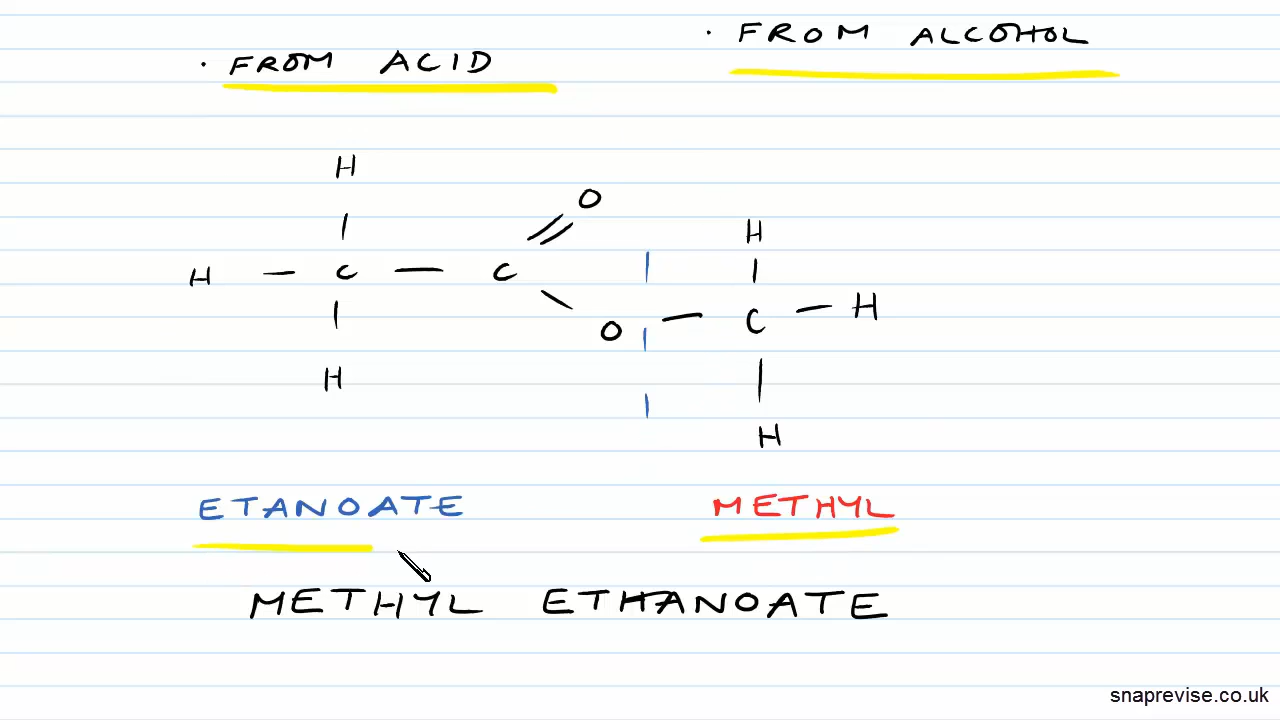 · FROM ACID
· FROM ALCOHOL
H
O
H
H C C
O C H
H
H
ETANOATE
METHYL
METHYL ETHANOATE
snaprevise.co.uk